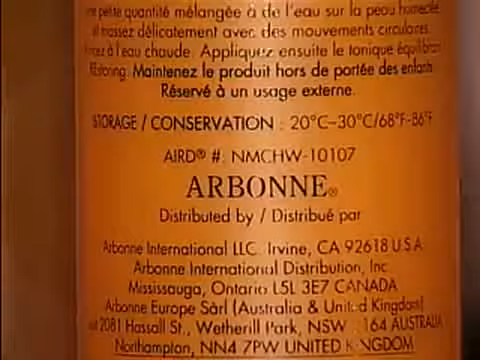 petite quantité mélangée à de l'eau sur la peau
et massez délicatement avec des mouvements circulaires.
à l'eau chaude. Appliquez ensuite le tonique
Restoring. Maintenez le produit hors de portée des enfants
Réservé à un usage externe.
STORAGE / CONSERVATION : 20°C–30°C/68°F-86°F
AIRD® #: NMCHW-10107
ARBONNE®
Distributed by / Distribué par
Arbonne International LLC. Irvine, CA 92618 U.S.A.
Arbonne International Distribution, Inc.
Mississauga, Ontario L5L 3E7 CANADA
Arbonne Europe Sàrl (Australia & United Kingdom)
2081 Hassall St., Wetherill Park, NSW 164 AUSTRALIA
Northampton, NN4 7PW UNITED KINGDOM